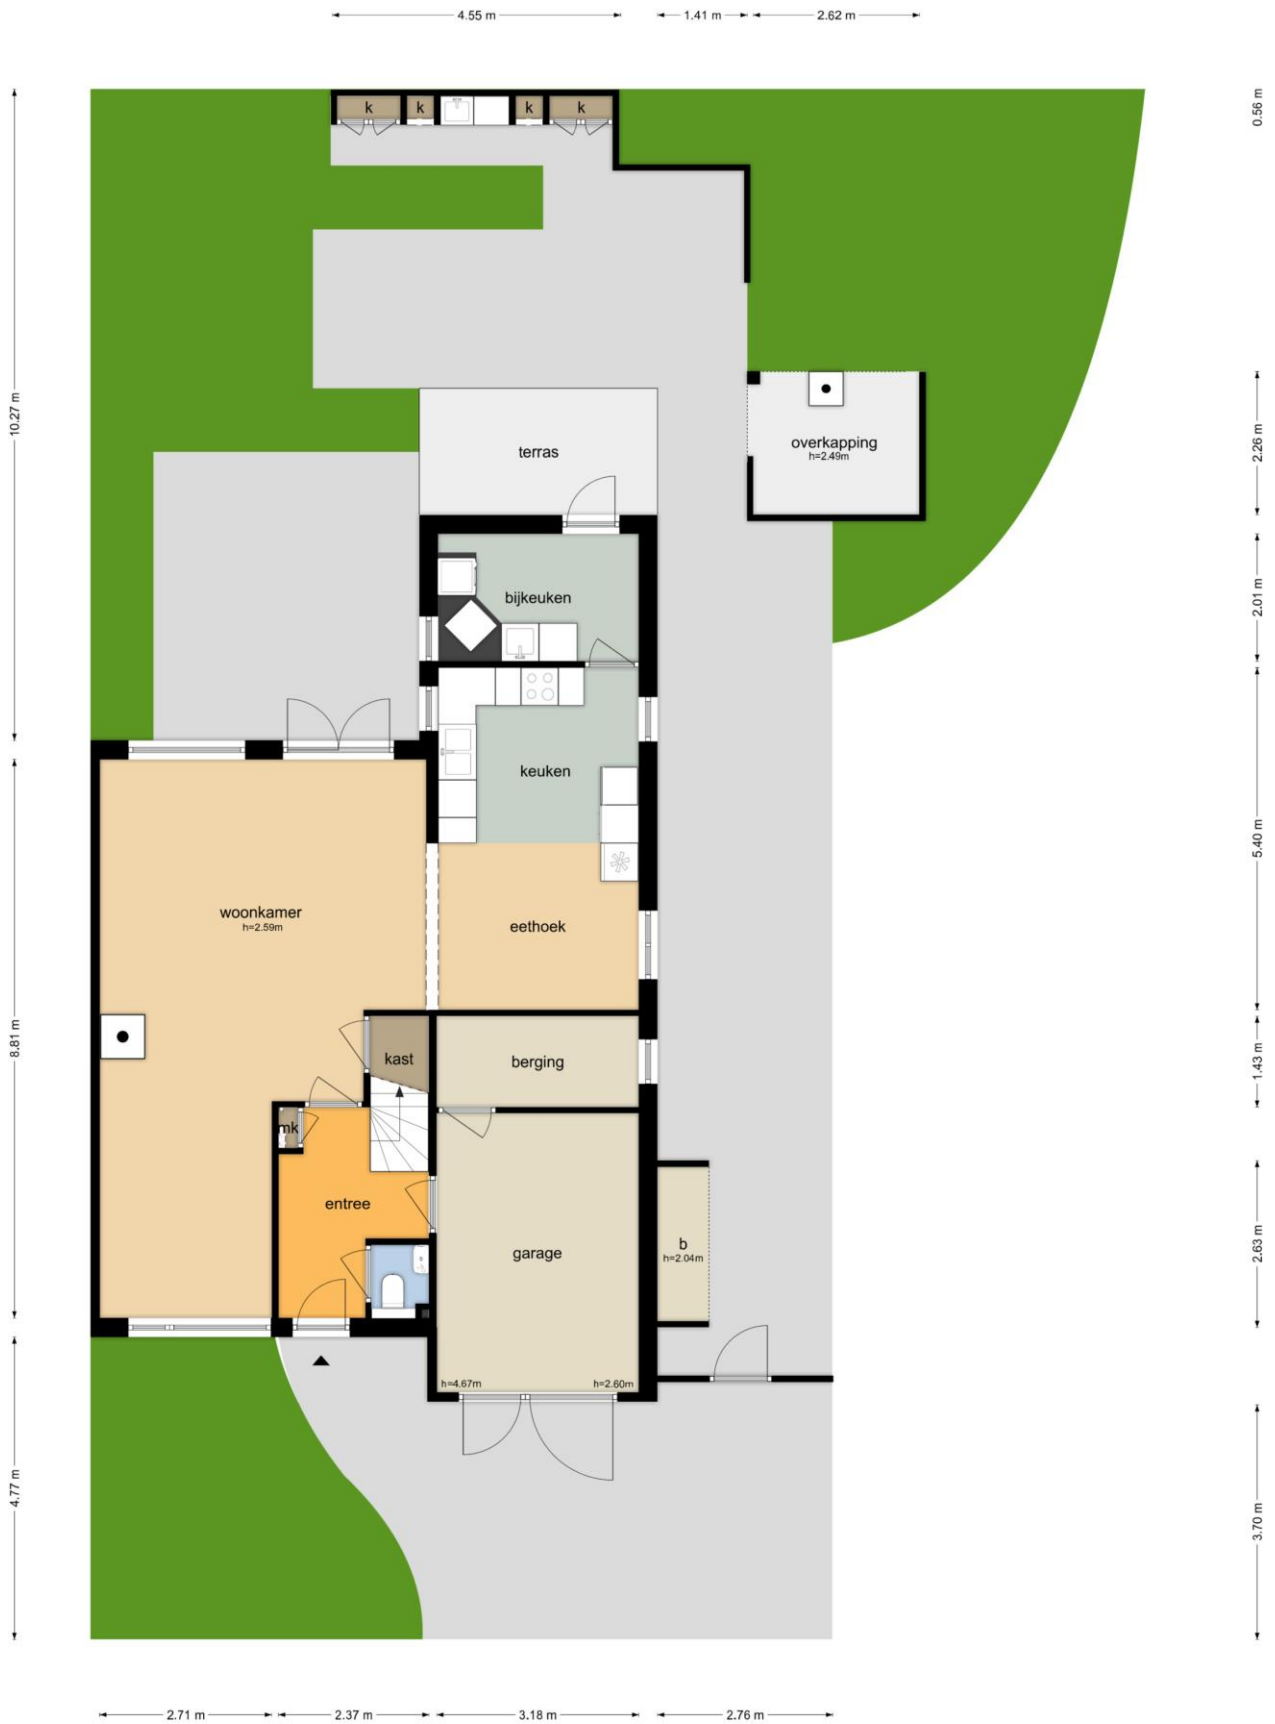 4.55 m
1.41 m
2.62 m
k
k
k
k
0.56 m
10.27 m
terras
overkapping
h=2.49m
2.26 m
bijkeuken
2.01 m
keuken
5.40 m
woonkamer
h=2.59m
eethoek
8.81 m
kast
berging
1.43 m
mk
entree
garage
b
h=2.04m
2.63 m
h=4.67m
h=2.60m
4.77 m
3.70 m
2.71 m
2.37 m
3.18 m
2.76 m